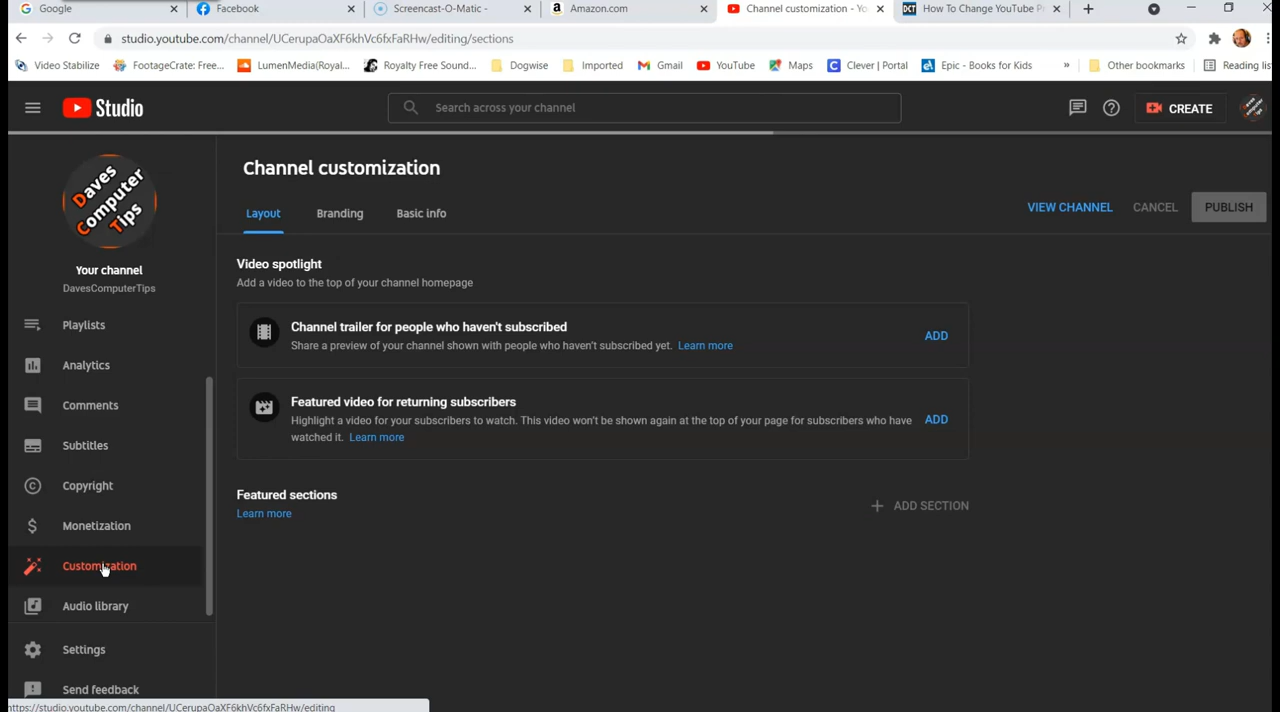 Google
Facebook
Screencast-O-Matic -
Amazon.com
Channel customization - Yo
How To Change YouTube P
studio.youtube.com/channel/UCerupaOaXF6khVc6fxFaRHw/editing/sections
Video Stabilize
FootageCrate: Free...
LumenMedia(Royal...
Royalty Free Sound...
Dogwise
Imported
Gmail
YouTube
Maps
Clever | Portal
Epic - Books for Kids
»
Other bookmarks
Reading list
Studio
Search across your channel
CREATE
Daves
Computer
Tips
Your channel
DavesComputerTips
Playlists
Analytics
Comments
Subtitles
Copyright
Monetization
Customization
Audio library
Settings
Send feedback
Channel customization
Layout
Branding
Basic info
VIEW CHANNEL
CANCEL
PUBLISH
Video spotlight
Add a video to the top of your channel homepage
Channel trailer for people who haven't subscribed
Share a preview of your channel shown with people who haven't subscribed yet. Learn more
ADD
Featured video for returning subscribers
Highlight a video for your subscribers to watch. This video won't be shown again at the top of your page for subscribers who have
watched it. Learn more
ADD
Featured sections
Learn more
+ ADD SECTION
https://studio.youtube.com/channel/UCerupaOaXF6khVc6fxFaRHw/editing